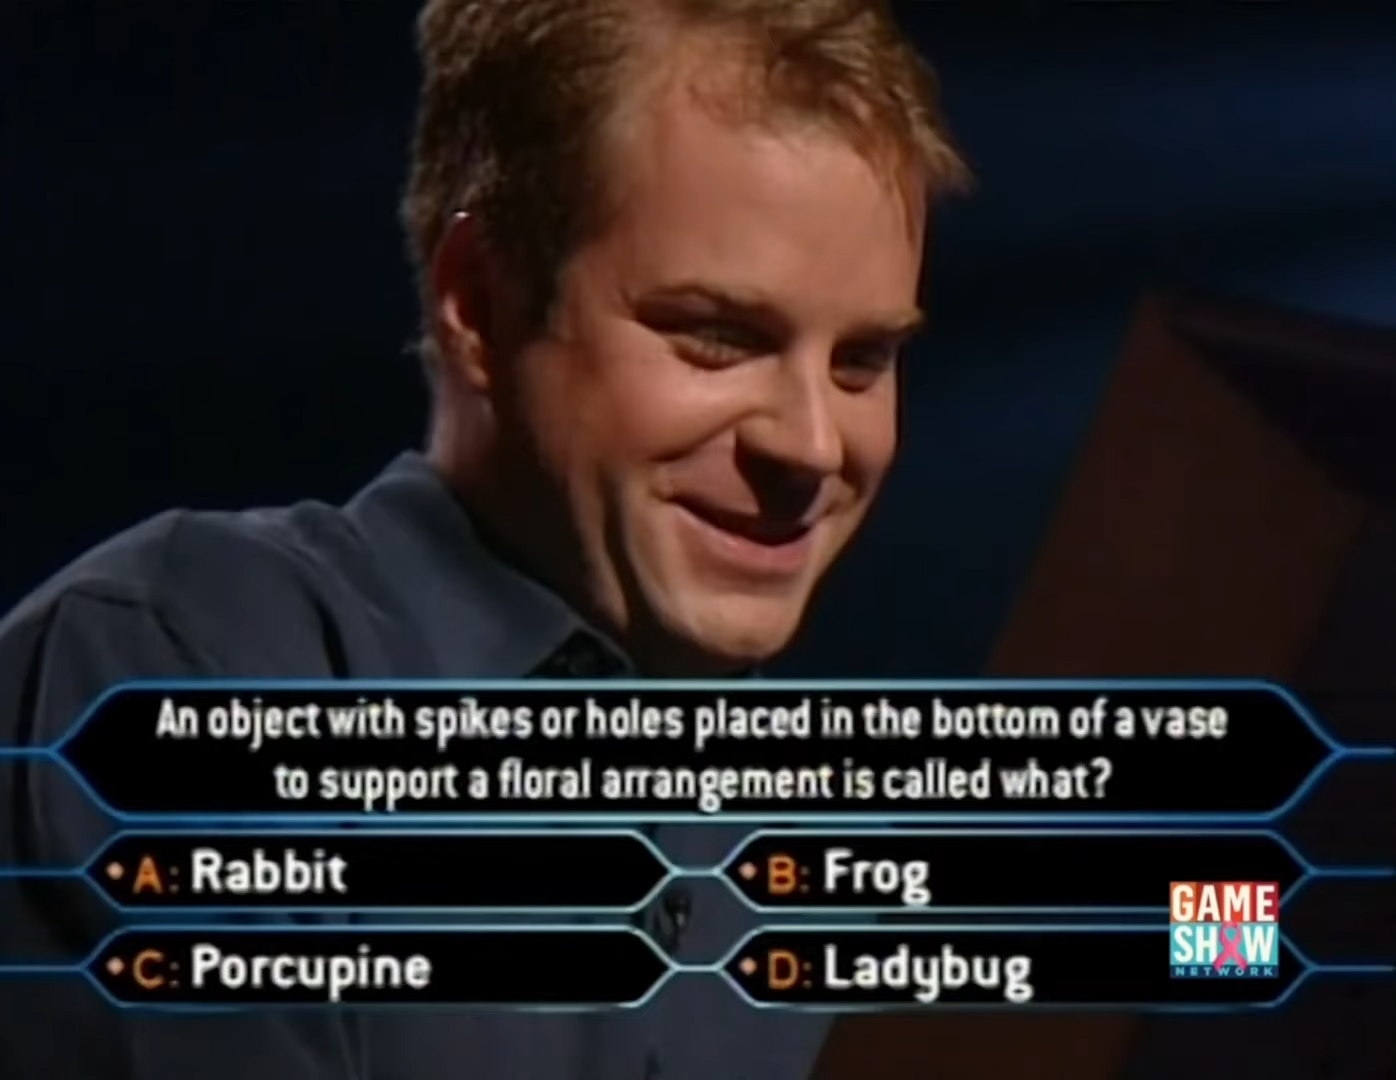 An object with spikes or holes placed in the bottom of a vase
to support a floral arrangement is called what?
A: Rabbit
B: Frog
C: Porcupine
D: Ladybug
GAME
SHOW
NETWORK